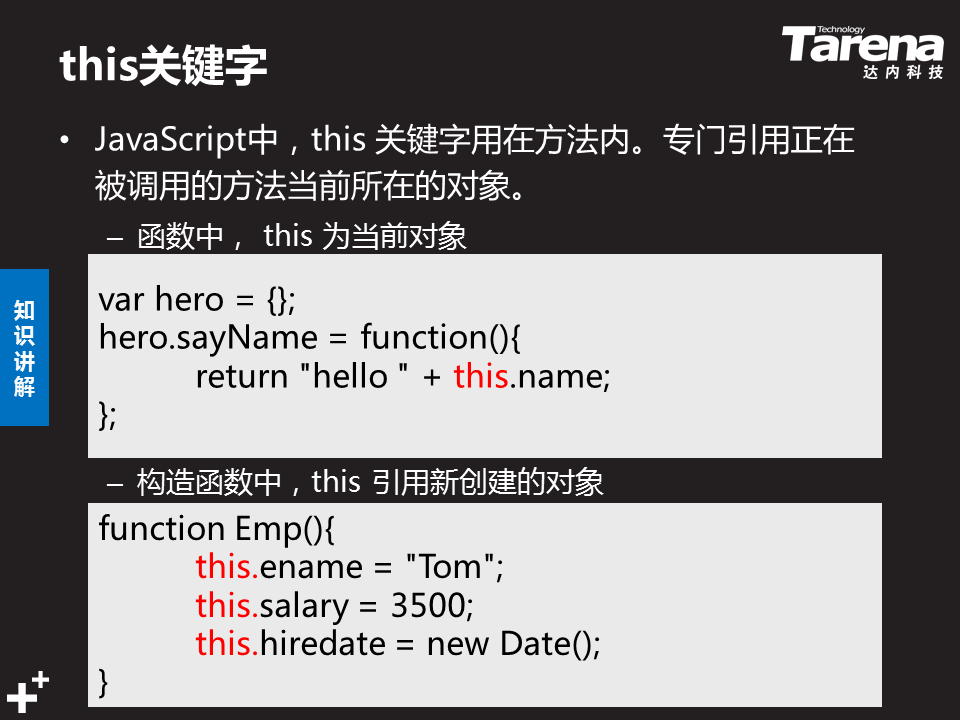 this关键字
Technology
Tarena
达内科技
• JavaScript中，this 关键字用在方法内。专门引用正在
被调用的方法当前所在的对象。
– 函数中， this 为当前对象
var hero = {};
hero.sayName = function(){
return "hello " + this.name;
};
知
识
讲
解
– 构造函数中，this 引用新创建的对象
function Emp(){
this.ename = "Tom";
this.salary = 3500;
this.hiredate = new Date();
}